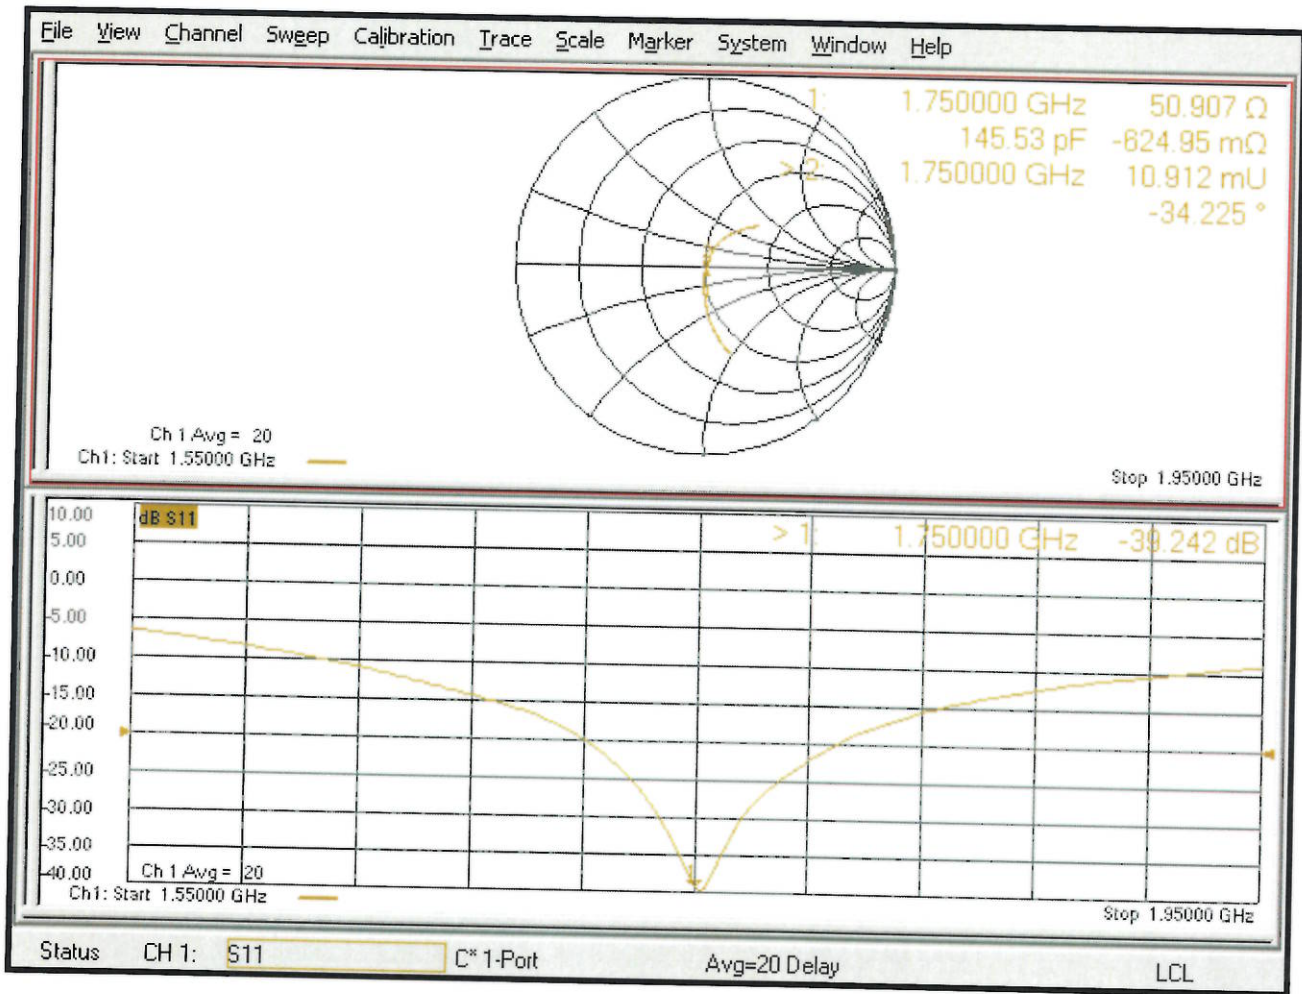 File View Channel Sweep Calibration Trace Scale Marker System Window Help
1: 1.750000 GHz 50.907 Ω
145.53 pF -624.95 mΩ
> 2: 1.750000 GHz 10.912 mU
-34.225 °
Ch 1 Avg = 20
Ch1: Start 1.55000 GHz
Stop 1.95000 GHz
10.00
5.00
0.00
-5.00
-10.00
-15.00
-20.00
-25.00
-30.00
-35.00
-40.00
dB S11
> 1: 1.750000 GHz -39.242 dB
1
Ch 1 Avg = 20
Ch1: Start 1.55000 GHz
Stop 1.95000 GHz
Status CH 1: S11 C* 1-Port Avg=20 Delay LCL